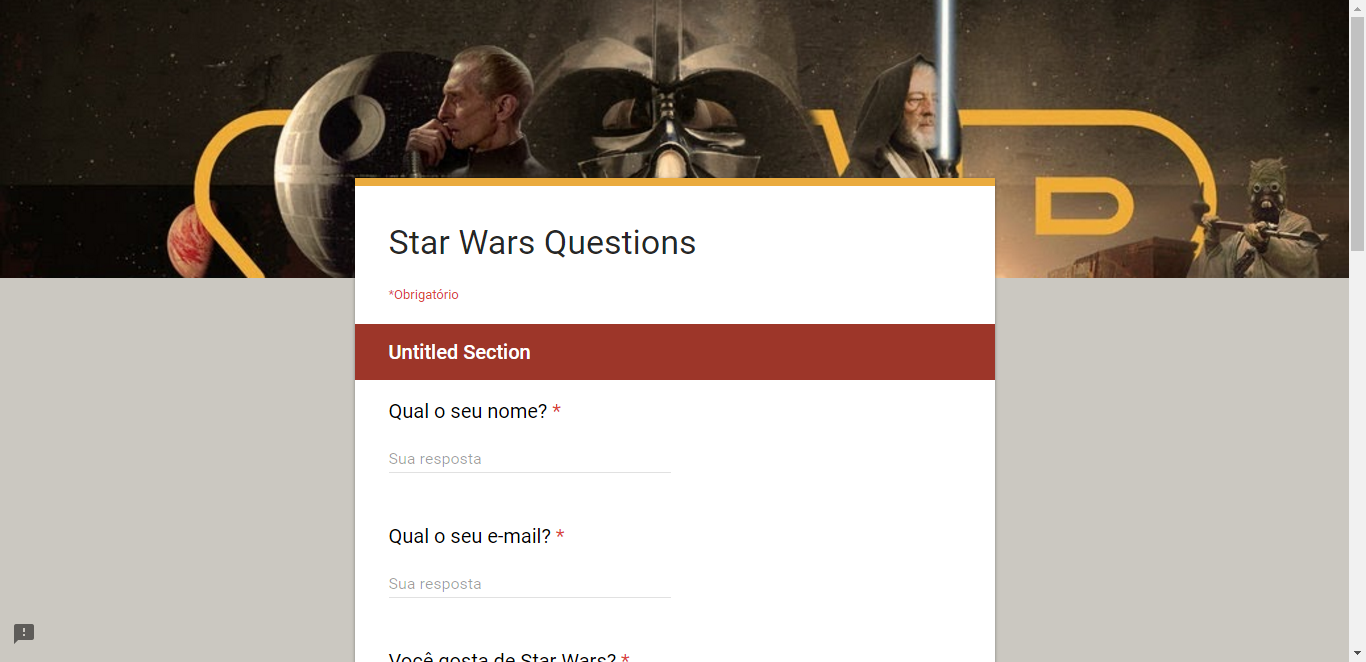 Star Wars Questions
*Obrigatório
Untitled Section
Qual o seu nome? *
Sua resposta
Qual o seu e-mail? *
Sua resposta
Você gosta de Star Wars? *